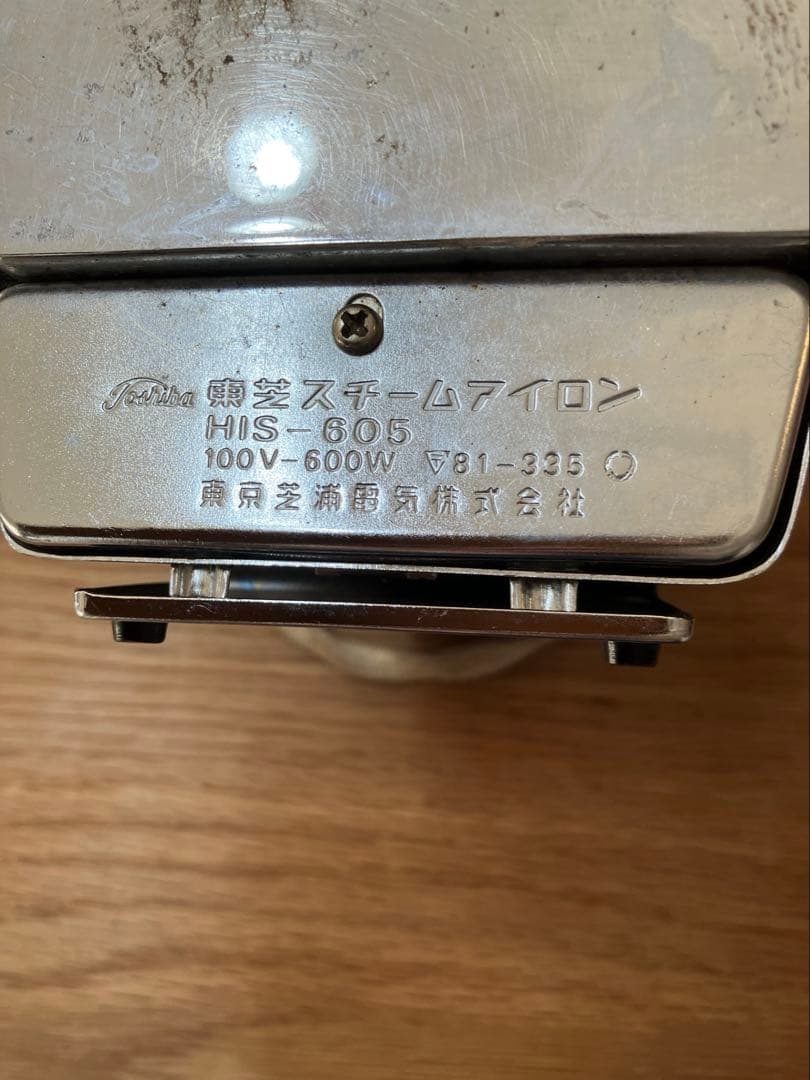 Toshiba 東芝スチームアイロン
HIS-605
100V-600W 〒81-335
東京芝浦電気株式会社